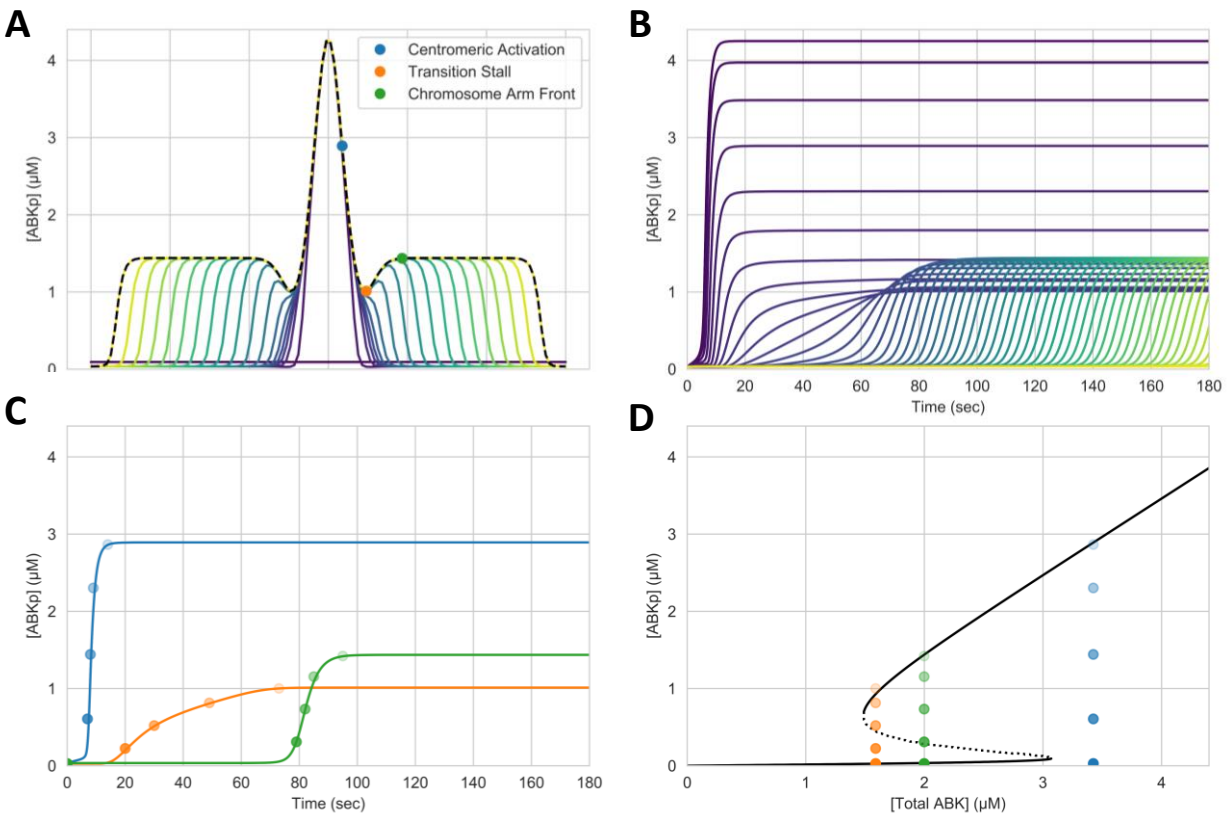 A
[ABKp] (µM)
4
3
2
1
0
Centromeric Activation
Transition Stall
Chromosome Arm Front
B
[ABKp] (µM)
4
3
2
1
0
0 20 40 60 80 100 120 140 160 180
Time (sec)
C
[ABKp] (µM)
4
3
2
1
0
0 20 40 60 80 100 120 140 160 180
Time (sec)
D
[ABKp] (µM)
4
3
2
1
0
0 1 2 3 4
[Total ABK] (µM)